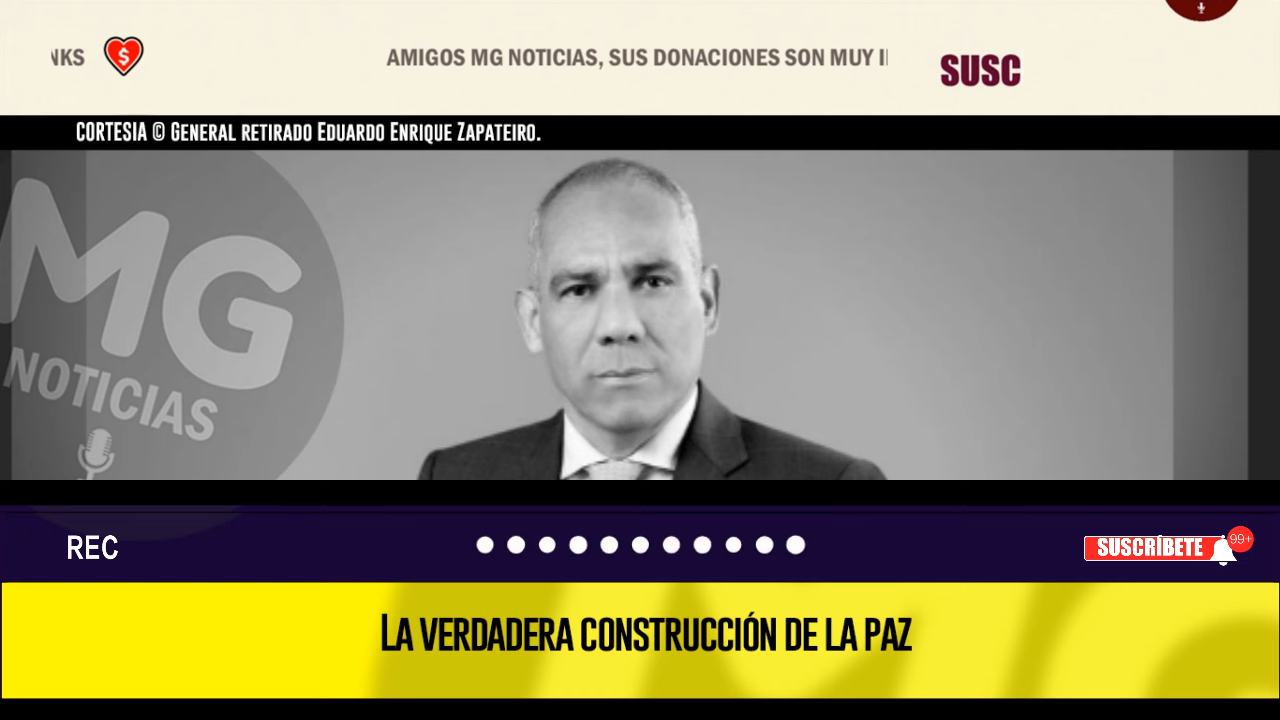 NKS
AMIGOS MG NOTICIAS, SUS DONACIONES SON MUY I
SUSC
CORTESIA © GENERAL RETIRADO EDUARDO ENRIQUE ZAPATEIRO.
MG
NOTICIAS
REC
SUSCRÍBETE
99+
LA VERDADERA CONSTRUCCIÓN DE LA PAZ